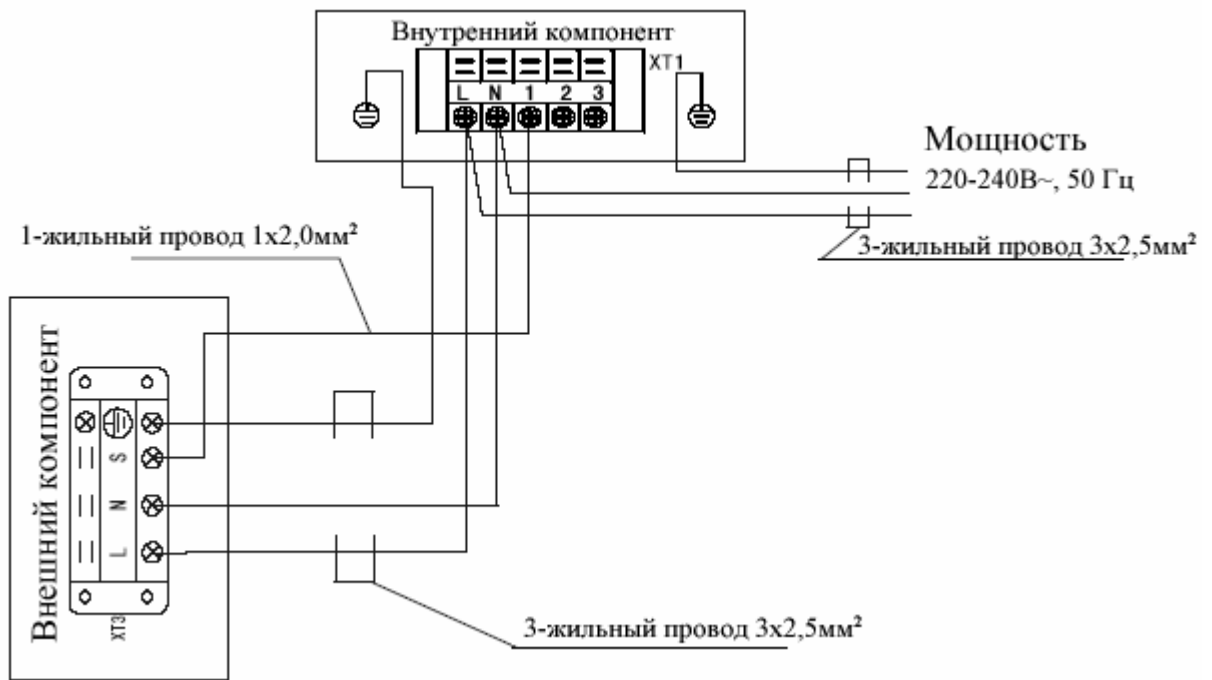 Внутренний компонент
XT1
L N 1 2 3
Мощность
220-240В~, 50 Гц
3-жильный провод 3х2,5мм²
1-жильный провод 1х2,0мм²
Внешний компонент
S
N
L
XT3
3-жильный провод 3х2,5мм²